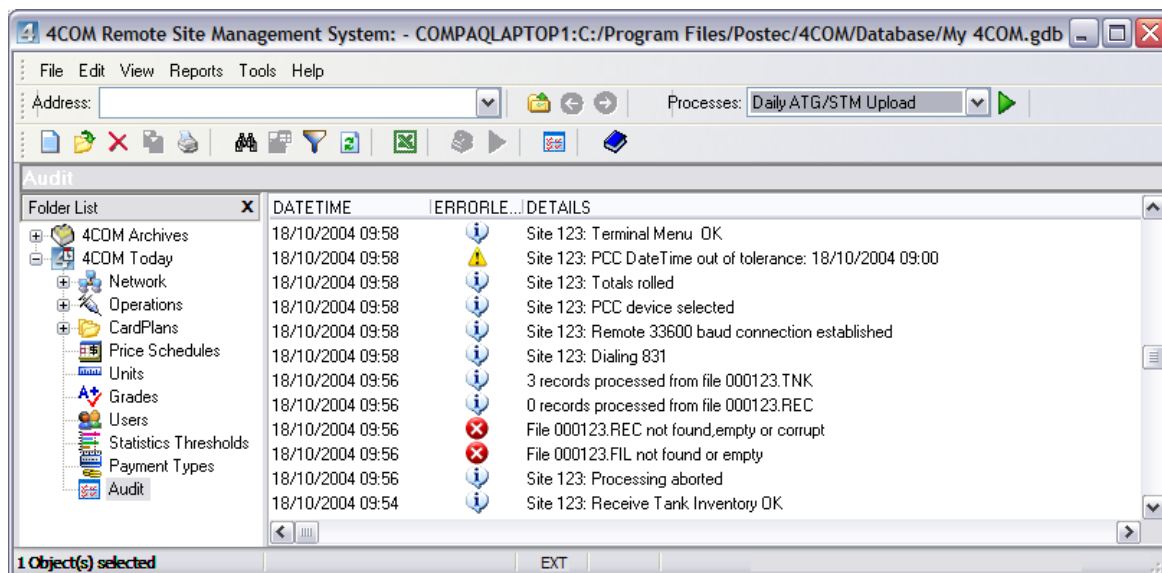 4COM Remote Site Management System: - COMPAQLAPTOP1:C:/Program Files/Postec/4COM/Database/My 4COM.gdb
File Edit View Reports Tools Help
Address: Processes: Daily ATG/STM Upload
Audit
Folder List X
4COM Archives
4COM Today
Network
Operations
CardPlans
Price Schedules
Units
Grades
Users
Statistics Thresholds
Payment Types
Audit
DATETIME ERRORLE... DETAILS
18/10/2004 09:58 Site 123: Terminal Menu OK
18/10/2004 09:58 Site 123: PCC DateTime out of tolerance: 18/10/2004 09:00
18/10/2004 09:58 Site 123: Totals rolled
18/10/2004 09:58 Site 123: PCC device selected
18/10/2004 09:58 Site 123: Remote 33600 baud connection established
18/10/2004 09:58 Site 123: Dialing 831
18/10/2004 09:56 3 records processed from file 000123.TNK
18/10/2004 09:56 0 records processed from file 000123.REC
18/10/2004 09:56 File 000123.REC not found,empty or corrupt
18/10/2004 09:56 File 000123.FIL not found or empty
18/10/2004 09:56 Site 123: Processing aborted
18/10/2004 09:54 Site 123: Receive Tank Inventory OK
1 Object(s) selected EXT